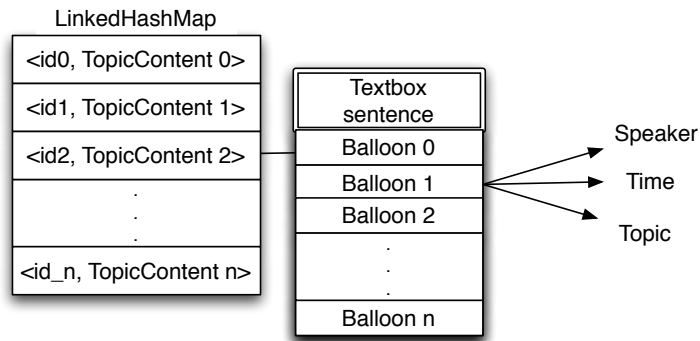 LinkedHashMap
<id0, TopicContent 0>
<id1, TopicContent 1>
<id2, TopicContent 2>
.
.
.
<id_n, TopicContent n>
Textbox
sentence
Balloon 0
Balloon 1
Balloon 2
.
.
.
Balloon n
Speaker
Time
Topic